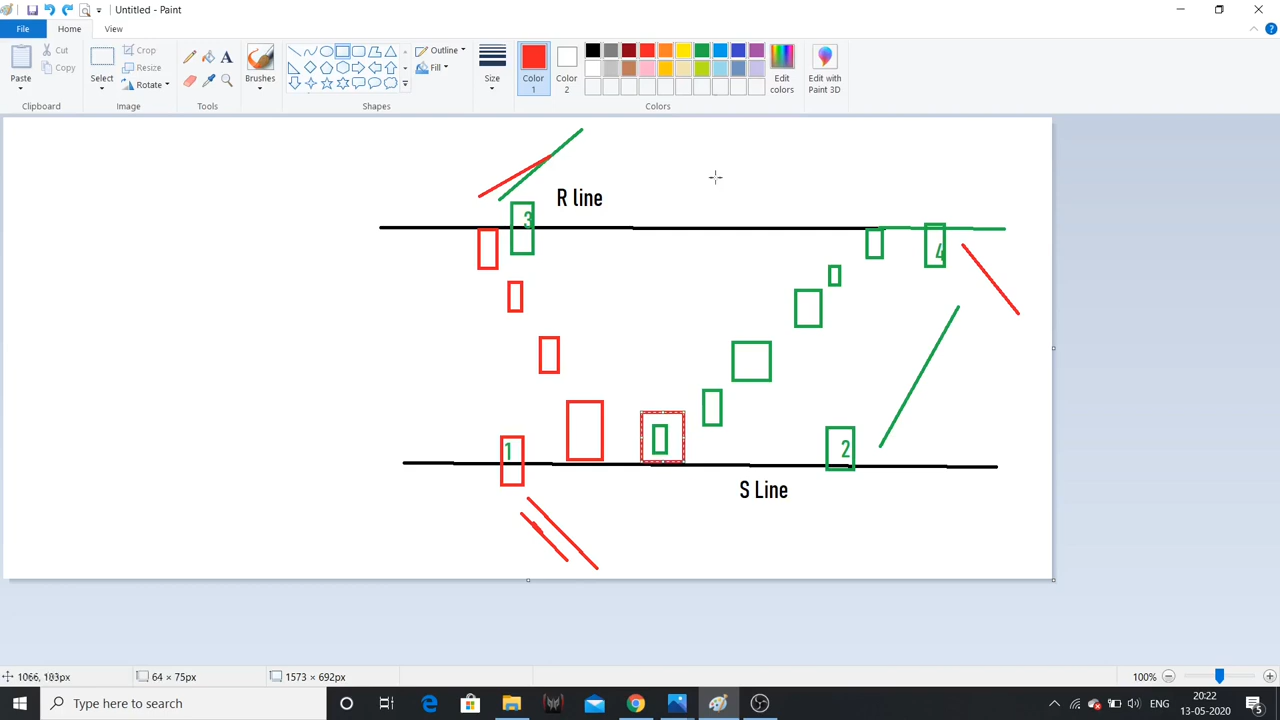 Untitled - Paint
File
Home
View
Paste
Cut
Copy
Clipboard
Select
Crop
Resize
Rotate
Image
Tools
Brushes
Shapes
Outline
Fill
Size
Color 1
Color 2
Edit colors
Colors
Edit with Paint 3D
R line
3
4
1
2
S Line
1066, 183px
64 × 75px
1573 × 692px
100%
Type here to search
ENG
20:22
13-05-2020
5